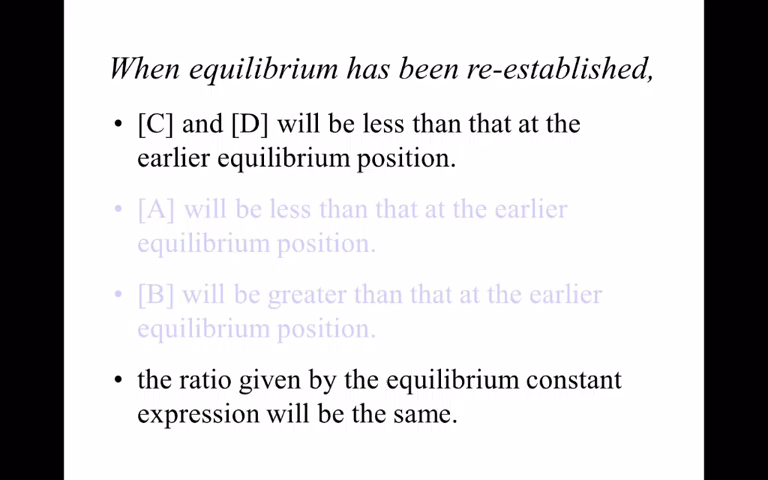 When equilibrium has been re-established,
• [C] and [D] will be less than that at the
earlier equilibrium position.
• [A] will be less than that at the earlier
equilibrium position.
• [B] will be greater than that at the earlier
equilibrium position.
• the ratio given by the equilibrium constant
expression will be the same.